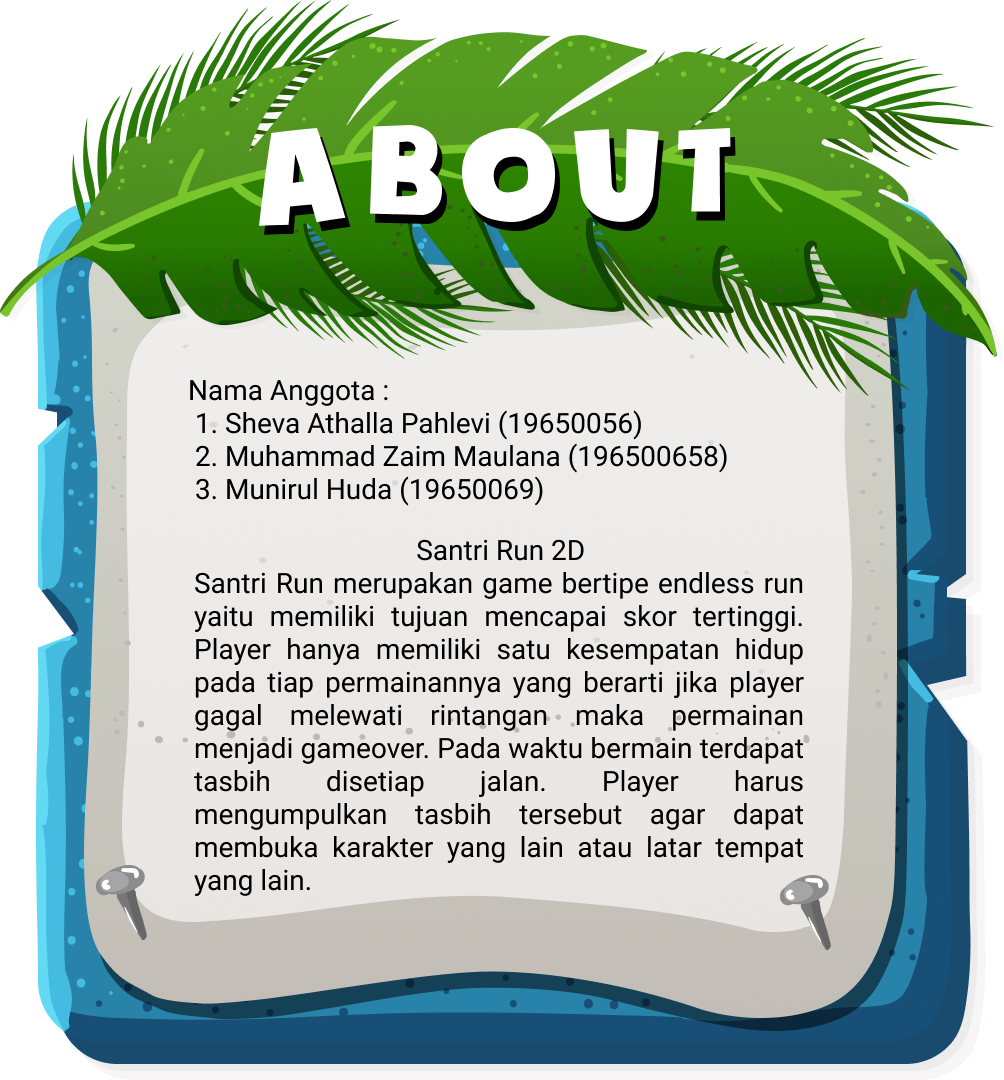 ABOUT
Nama Anggota :
1. Sheva Athalla Pahlevi (19650056)
2. Muhammad Zaim Maulana (196500658)
3. Munirul Huda (19650069)
Santri Run 2D
Santri Run merupakan game bertipe endless run
yaitu memiliki tujuan mencapai skor tertinggi.
Player hanya memiliki satu kesempatan hidup
pada tiap permainannya yang berarti jika player
gagal melewati rintangan maka permainan
menjadi gameover. Pada waktu bermain terdapat
tasbih disetiap jalan. Player harus
mengumpulkan tasbih tersebut agar dapat
membuka karakter yang lain atau latar tempat
yang lain.